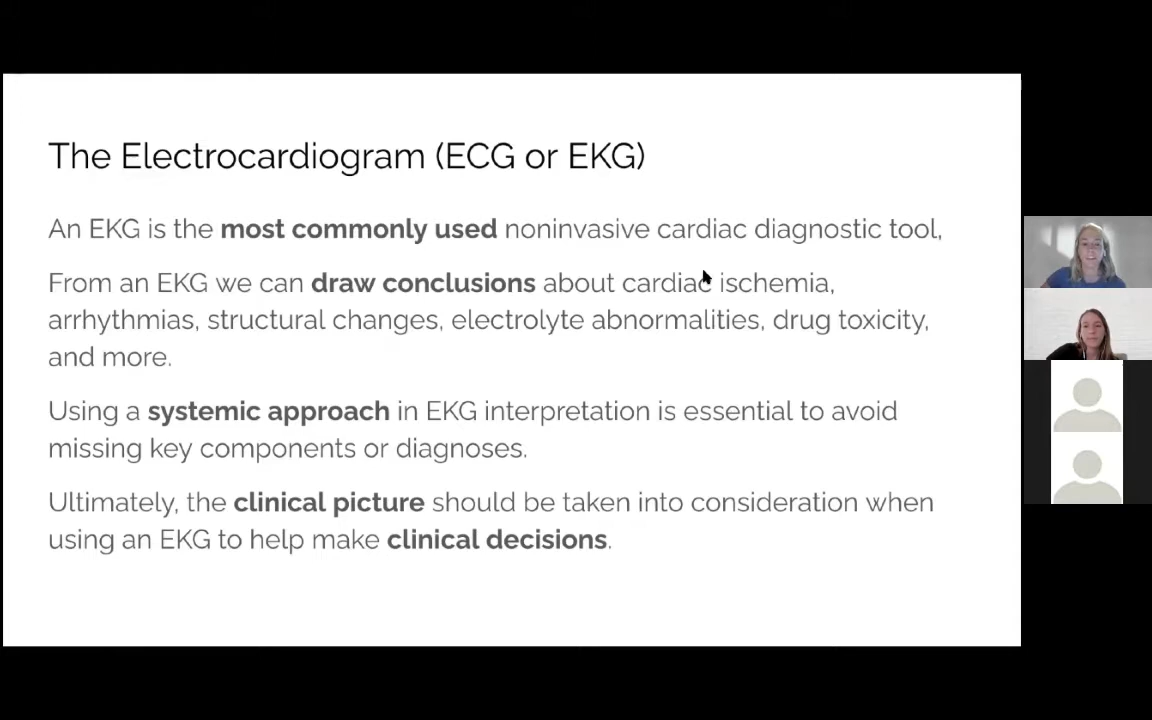 The Electrocardiogram (ECG or EKG)
An EKG is the most commonly used noninvasive cardiac diagnostic tool,
From an EKG we can draw conclusions about cardiac ischemia,
arrhythmias, structural changes, electrolyte abnormalities, drug toxicity,
and more.
Using a systemic approach in EKG interpretation is essential to avoid
missing key components or diagnoses.
Ultimately, the clinical picture should be taken into consideration when
using an EKG to help make clinical decisions.